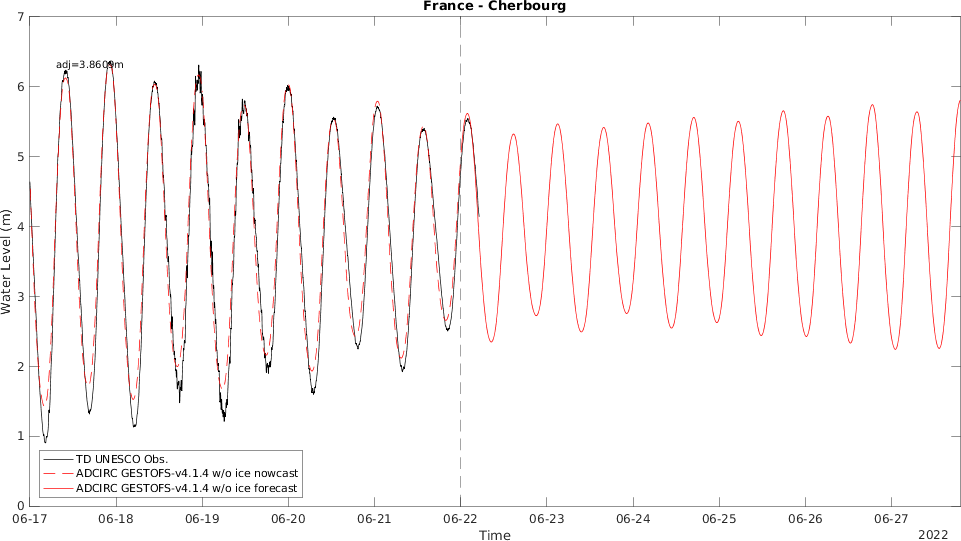 France - Cherbourg
adj=3.8609m
7
6
5
4
3
2
1
0
Water Level (m)
TD UNESCO Obs.
ADCIRC GESTOFS-v4.1.4 w/o ice nowcast
ADCIRC GESTOFS-v4.1.4 w/o ice forecast
06-17 06-18 06-19 06-20 06-21 06-22 06-23 06-24 06-25 06-26 06-27
Time
2022